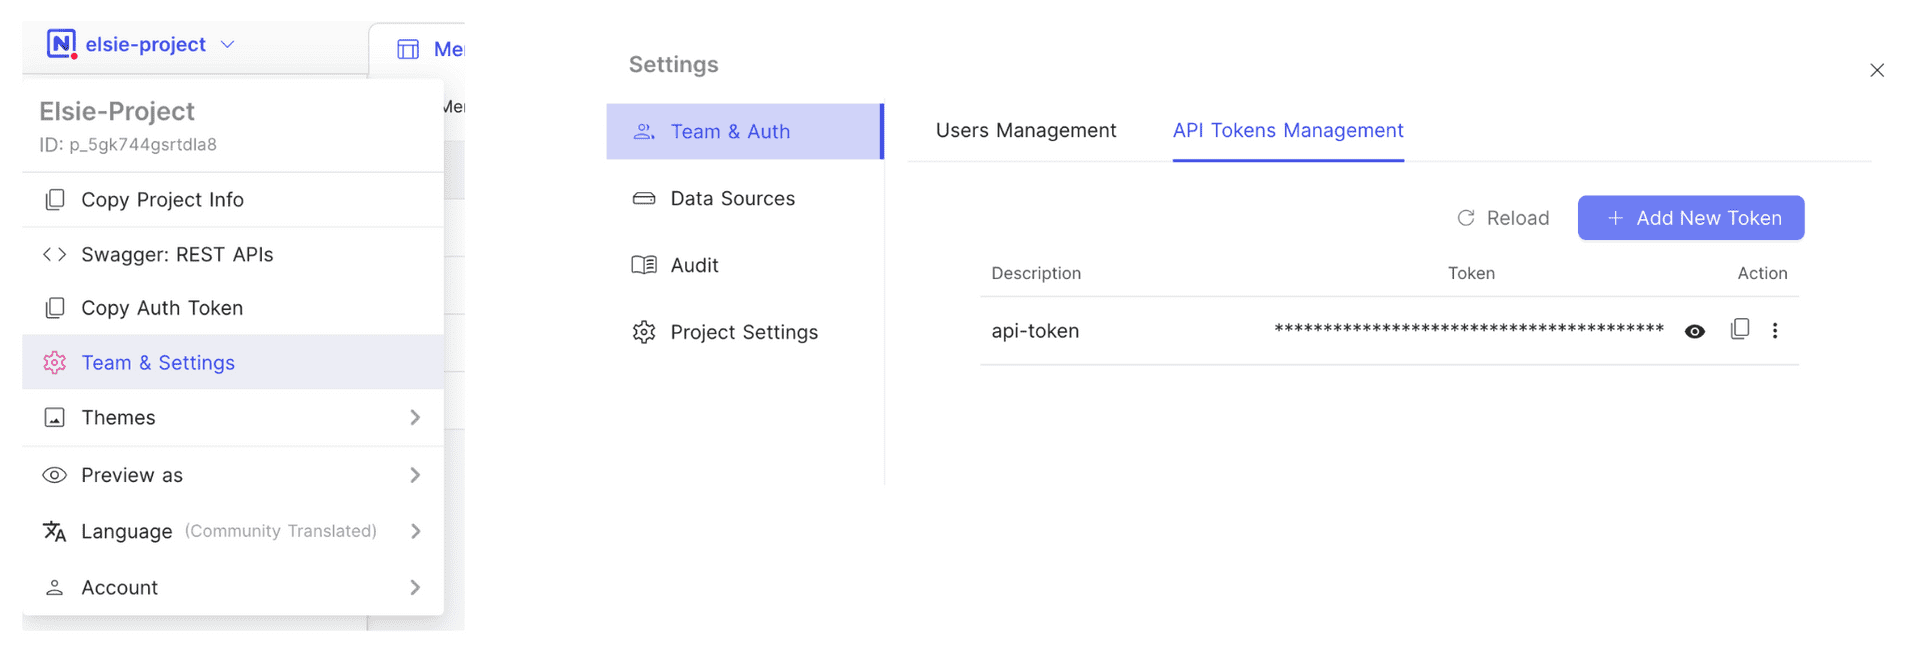 elsie-project
Elsie-Project
ID: p_5gk744gsrtdla8
Copy Project Info
Swagger: REST APIs
Copy Auth Token
Team & Settings
Themes
Preview as
Language (Community Translated)
Account
Settings
Team & Auth
Data Sources
Audit
Project Settings
Users Management API Tokens Management
Reload + Add New Token
Description Token Action
api-token ****************************************